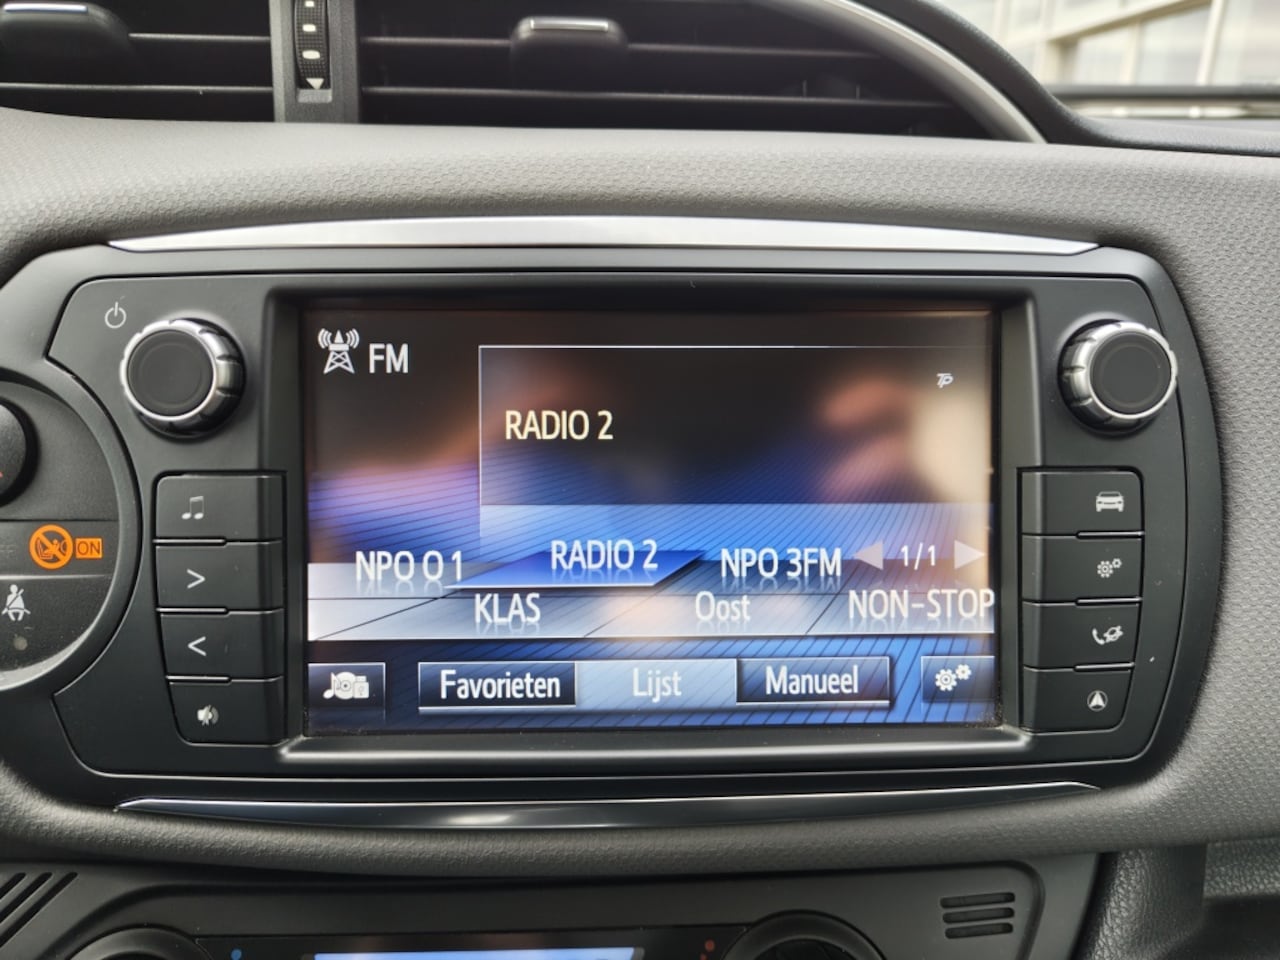 FM
TP
RADIO 2
NPO O 1 RADIO 2 NPO 3FM 1/1
KLAS Oost NON-STOP
ON
Favorieten Lijst Manueel